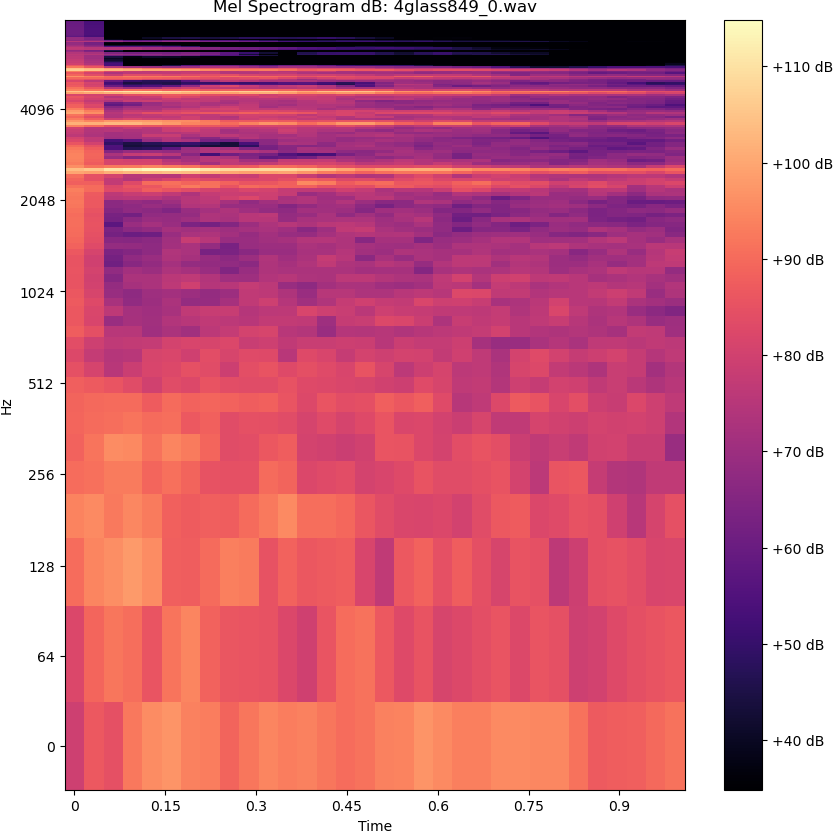 Mel Spectrogram dB: 4glass849_0.wav
+110 dB
4096
+100 dB
2048
+90 dB
1024
+80 dB
512
Hz
+70 dB
256
+60 dB
128
+50 dB
64
+40 dB
0
0 0.15 0.3 0.45 0.6 0.75 0.9
Time